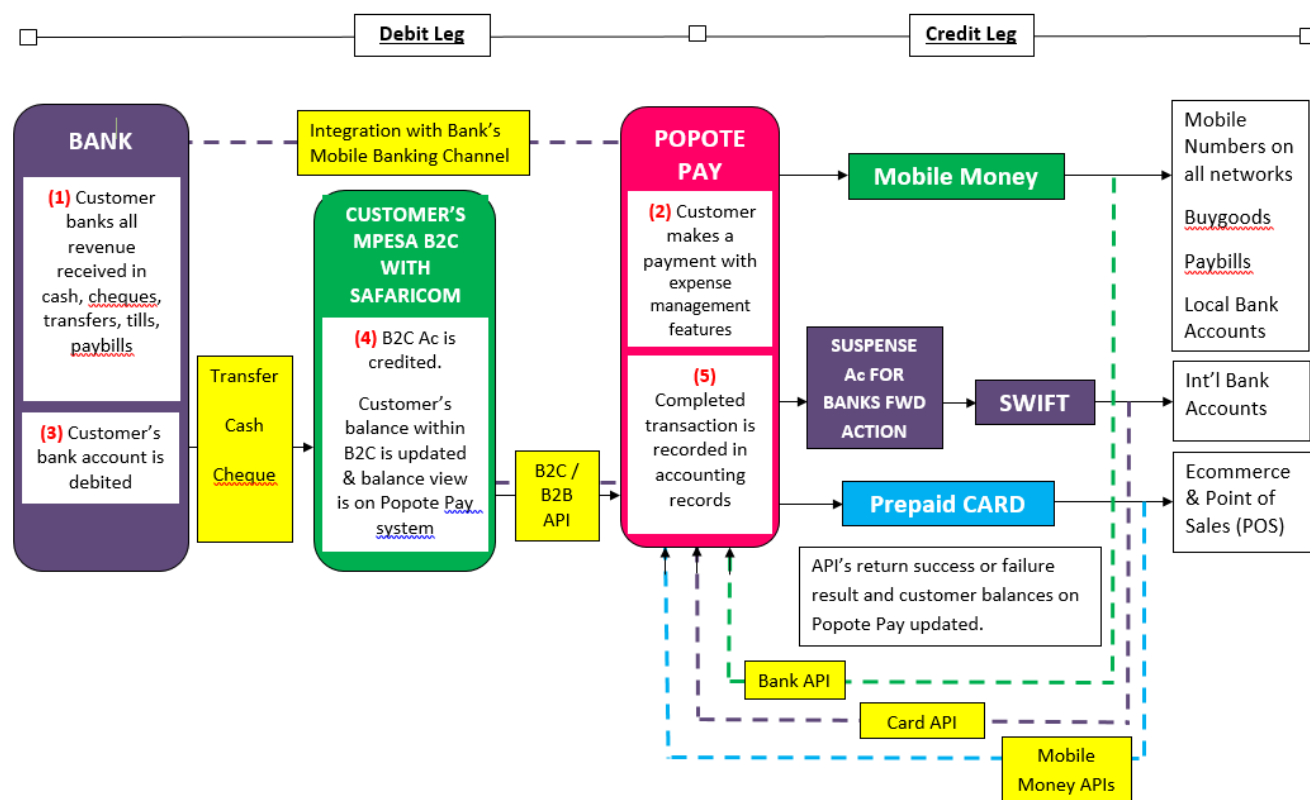 Debit Leg
Credit Leg
BANK
(1) Customer
banks all
revenue
received in
cash, cheques,
transfers, tills,
paybills
(3) Customer's
bank account is
debited
Integration with Bank's
Mobile Banking Channel
Transfer
Cash
Cheque
CUSTOMER'S
MPESA B2C
WITH
SAFARICOM
(4) B2C Ac is
credited.
Customer's
balance within
B2C is updated
& balance view
is on Popote Pay
system
B2C /
B2B
API
POPOTE
PAY
(2) Customer
makes a
payment with
expense
management
features
(5)
Completed
transaction is
recorded in
accounting
records
Mobile Money
SUSPENSE
Ac FOR
BANKS FWD
ACTION
SWIFT
Prepaid CARD
Mobile
Numbers on
all networks
Buygoods
Paybills
Local Bank
Accounts
Int'l Bank
Accounts
Ecommerce
& Point of
Sales (POS)
API's return success or failure
result and customer balances on
Popote Pay updated.
Bank API
Card API
Mobile
Money APIs